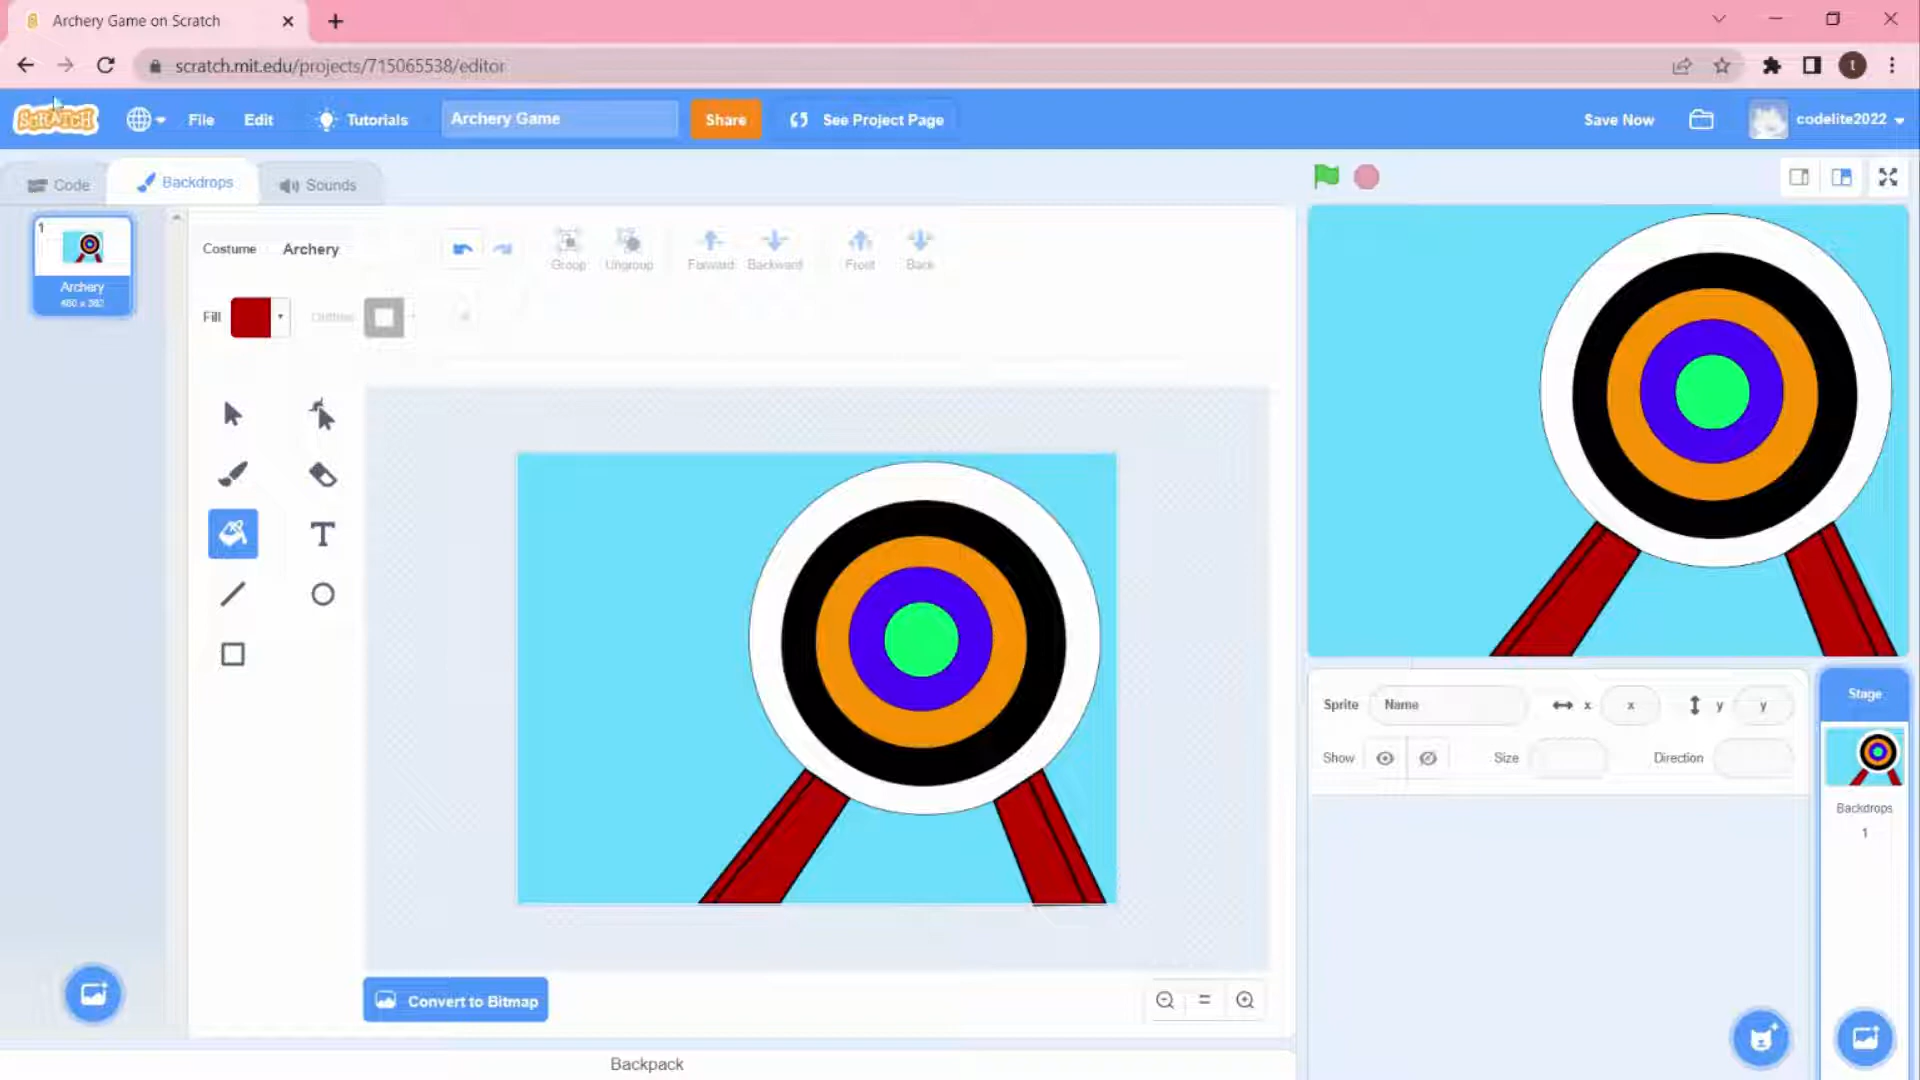 Archery Game on Scratch
scratch.mit.edu/projects/715065538/editor
t
SCRATCH
File
Edit
Tutorials
Archery Game
Share
See Project Page
Save Now
codelite2022
Code
Backdrops
Sounds
1
Archery
Costume
Archery
Group
Ungroup
Forward
Backward
Front
Back
Fill
Outline
T
Convert to Bitmap
Backpack
Sprite
Name
x
x
y
y
Show
Size
Direction
Stage
Backdrops
1